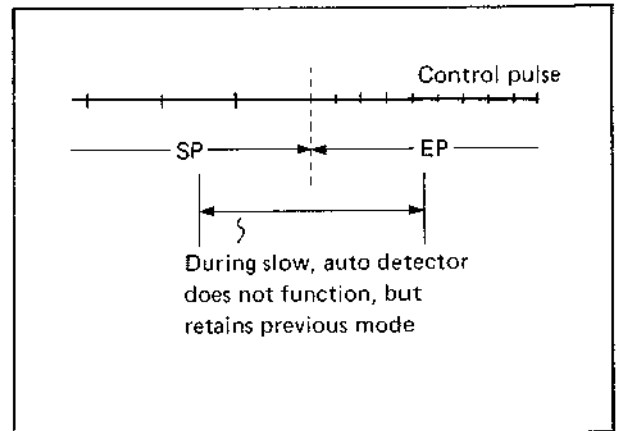 Control pulse
SP
EP
During slow, auto detector
does not function, but
retains previous mode